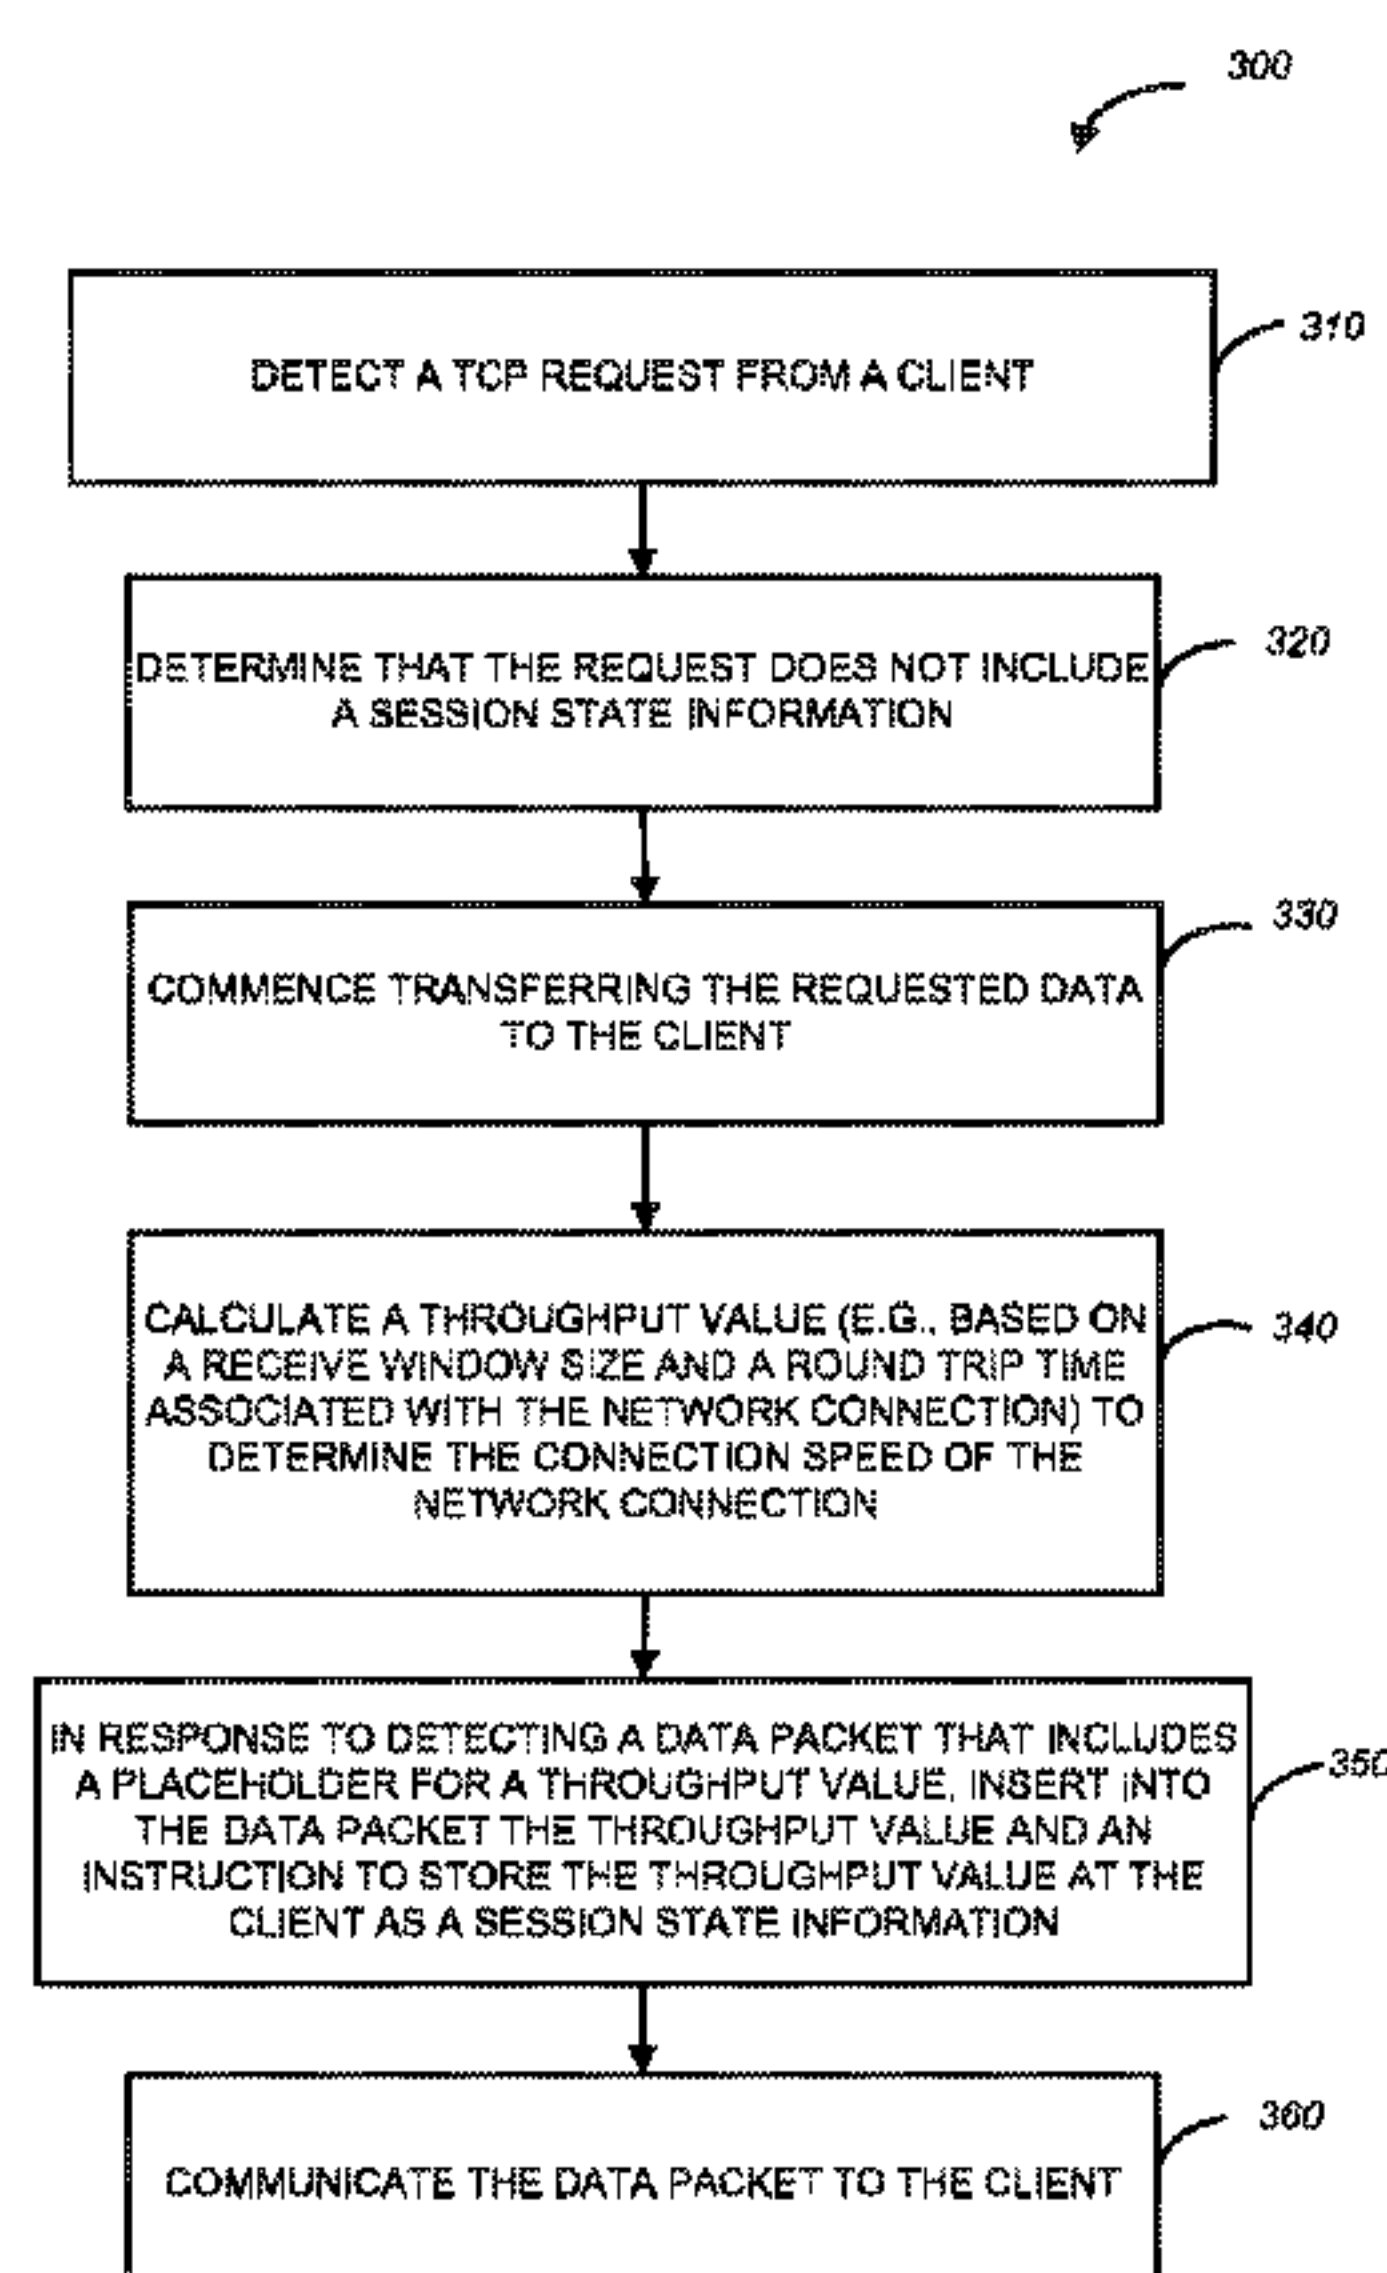 300
310
DETECT A TCP REQUEST FROM A CLIENT
320
DETERMINE THAT THE REQUEST DOES NOT INCLUDE
A SESSION STATE INFORMATION
330
COMMENCE TRANSFERRING THE REQUESTED DATA
TO THE CLIENT
340
CALCULATE A THROUGHPUT VALUE (E.G., BASED ON
A RECEIVE WINDOW SIZE AND A ROUND TRIP TIME
ASSOCIATED WITH THE NETWORK CONNECTION) TO
DETERMINE THE CONNECTION SPEED OF THE
NETWORK CONNECTION
350
IN RESPONSE TO DETECTING A DATA PACKET THAT INCLUDES
A PLACEHOLDER FOR A THROUGHPUT VALUE, INSERT INTO
THE DATA PACKET THE THROUGHPUT VALUE AND AN
INSTRUCTION TO STORE THE THROUGHPUT VALUE AT THE
CLIENT AS A SESSION STATE INFORMATION
360
COMMUNICATE THE DATA PACKET TO THE CLIENT